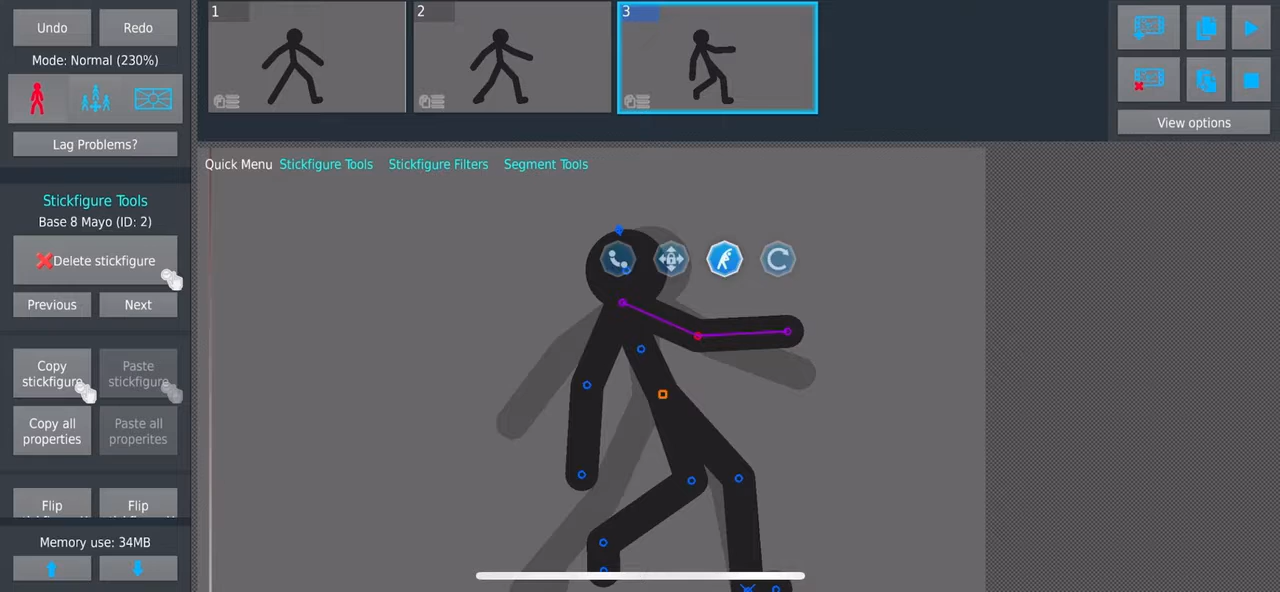 Undo
Redo
Mode: Normal (230%)
Lag Problems?
Stickfigure Tools
Base 8 Mayo (ID: 2)
Delete stickfigure
Previous
Next
Copy
stickfigure
Paste
stickfigure
Copy all
properties
Paste all
properites
Flip
Flip
Memory use: 34MB
1
2
3
View options
Quick Menu Stickfigure Tools Stickfigure Filters Segment Tools